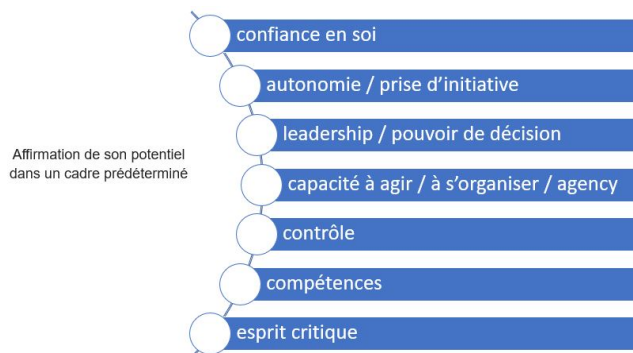 confiance en soi
autonomie / prise d’initiative
leadership / pouvoir de décision
Affirmation de son potentiel
dans un cadre prédéterminé
capacité à agir / à s’organiser / agency
contrôle
compétences
esprit critique